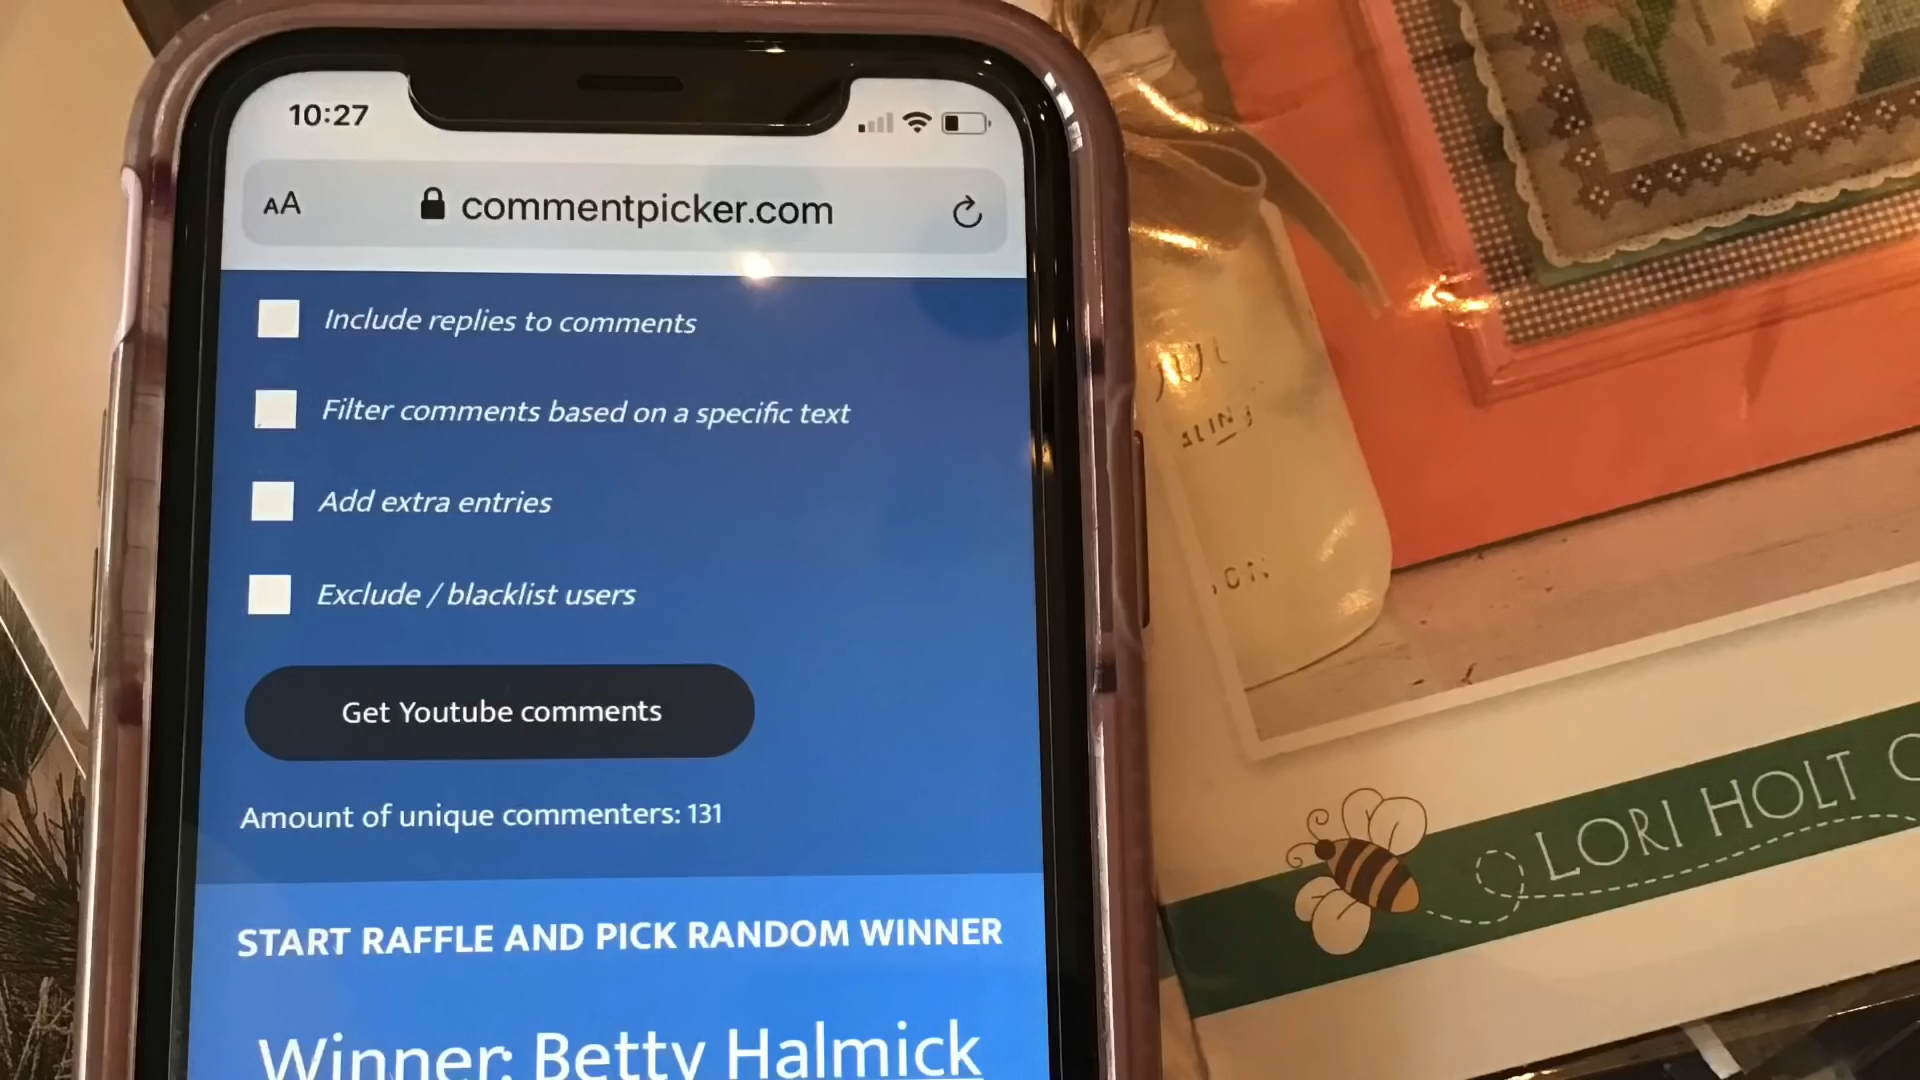 10:27
AA commentpicker.com
Include replies to comments
Filter comments based on a specific text
Add extra entries
Exclude / blacklist users
Get Youtube comments
Amount of unique commenters: 131
START RAFFLE AND PICK RANDOM WINNER
Winner: Betty Halmick
LORI HOLT